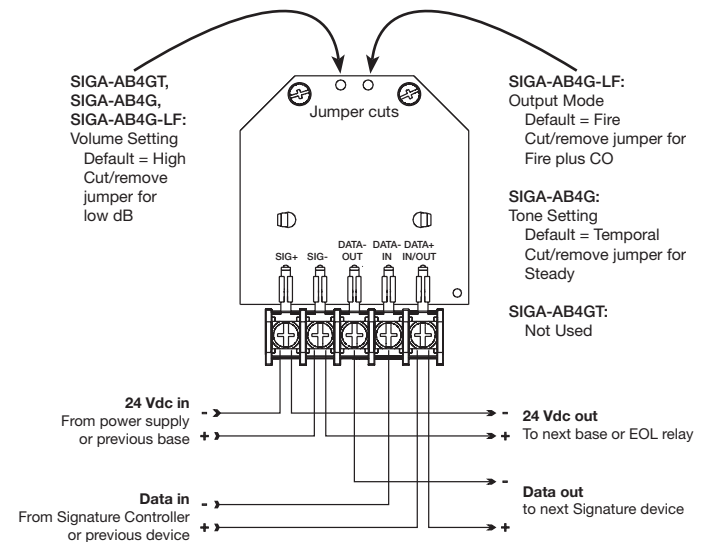 SIGA-AB4GT,
SIGA-AB4G,
SIGA-AB4G-LF:
Volume Setting
Default = High
Cut/remove
jumper for
low dB
Jumper cuts
SIGA-AB4G-LF:
Output Mode
Default = Fire
Cut/remove jumper for
Fire plus CO
SIGA-AB4G:
Tone Setting
Default = Temporal
Cut/remove jumper for
Steady
SIGA-AB4GT:
Not Used
SIG+
SIG-
DATA-
OUT
DATA-
IN
DATA+
IN/OUT
24 Vdc in
From power supply
or previous base
-
+
-
+
24 Vdc out
To next base or EOL relay
Data in
From Signature Controller
or previous device
-
+
-
+
Data out
to next Signature device